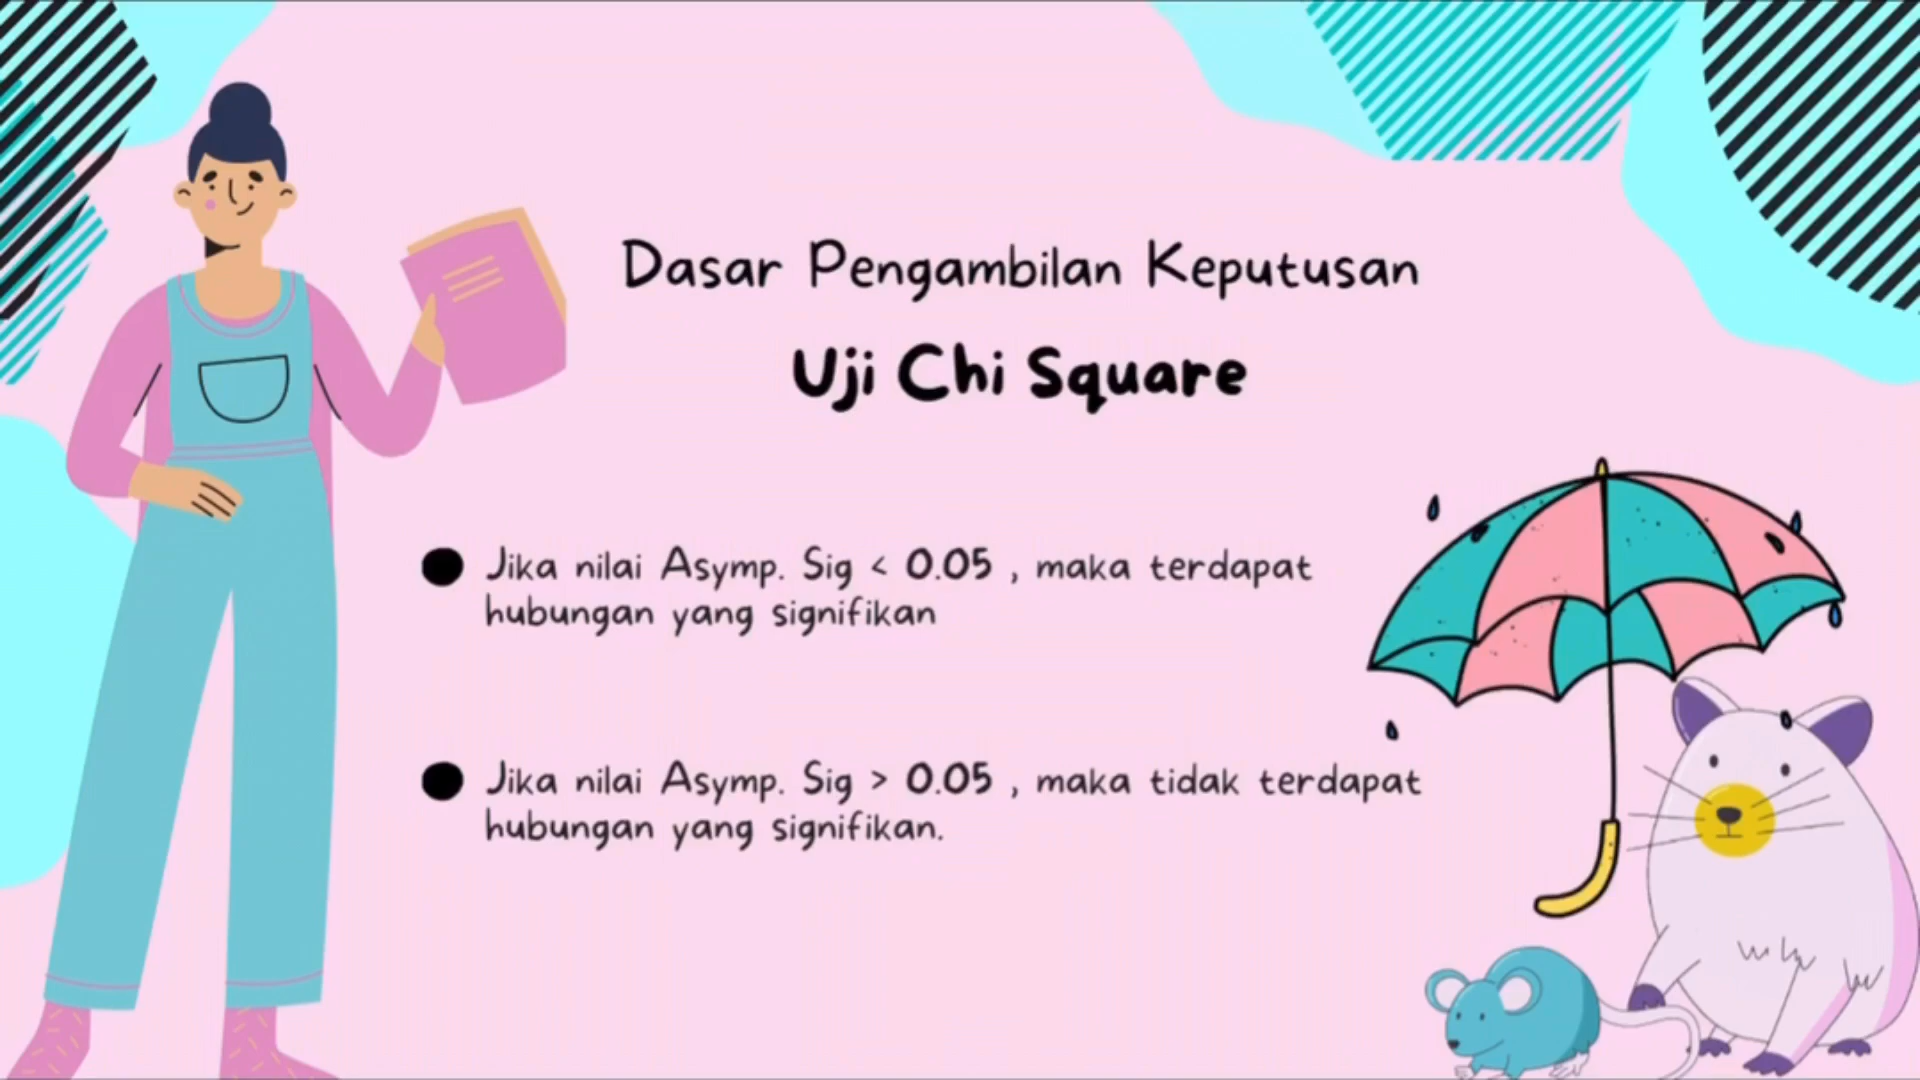 Dasar Pengambilan Keputusan
Uji Chi Square
Jika nilai Asymp. Sig < 0.05 , maka terdapat
hubungan yang signifikan
Jika nilai Asymp. Sig > 0.05 , maka tidak terdapat
hubungan yang signifikan.